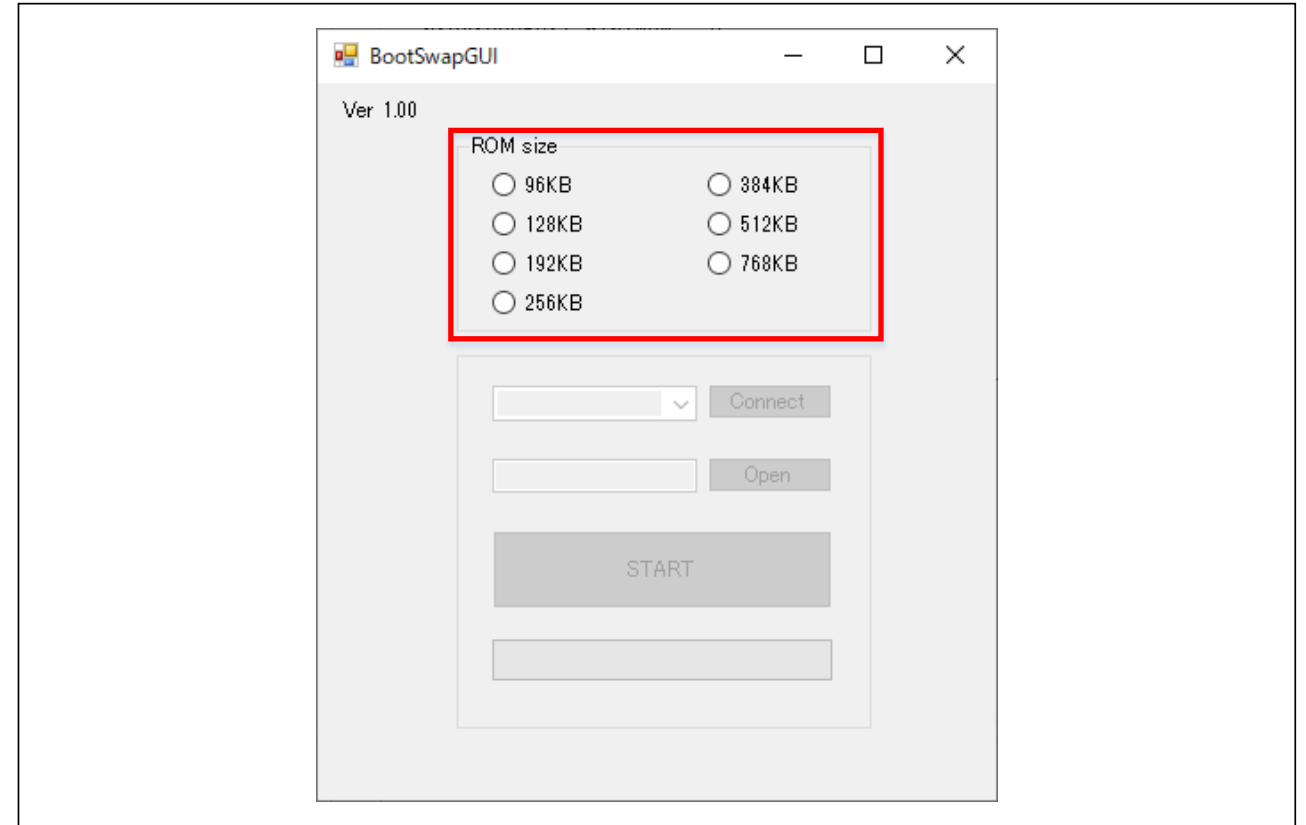 BootSwapGUI
Ver 1.00
ROM size
96KB
384KB
128KB
512KB
192KB
768KB
256KB
Connect
Open
START